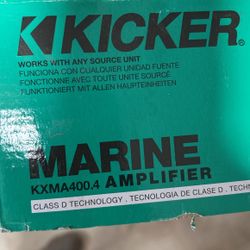 KICKER®
WORKS WITH ANY SOURCE UNIT
FUNCIONA CON CUALQUIER UNIDAD FUENTE
FONCTIONNE AVEC TOUTE UNITE SOURCE
FUNKTIONIERT MIT ALLEN HAUPTEINHEITEN
MARINE
KXMA400.4 AMPLIFIER
CLASS D TECHNOLOGY . TECNOLOGIA DE CLASE D . TECHN